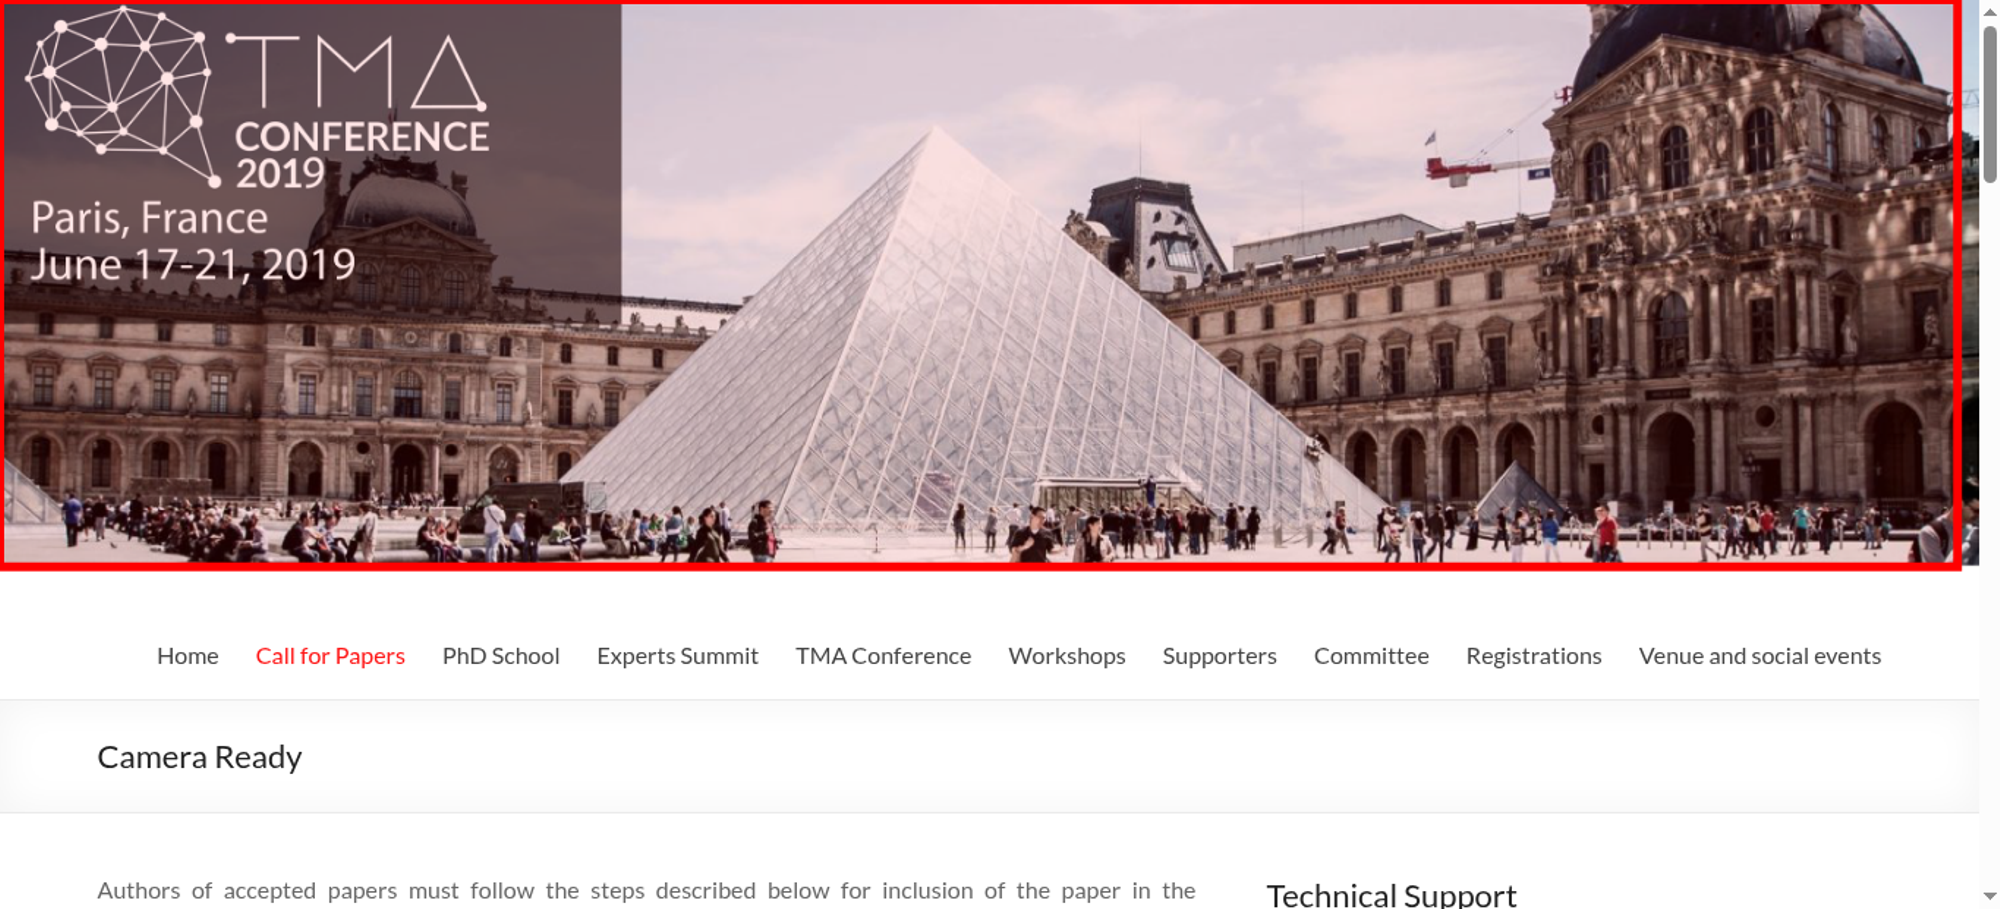 TMA
CONFERENCE
2019
Paris, France
June 17-21, 2019
Home Call for Papers PhD School Experts Summit TMA Conference Workshops Supporters Committee Registrations Venue and social events
Camera Ready
Authors of accepted papers must follow the steps described below for inclusion of the paper in the
Technical Support